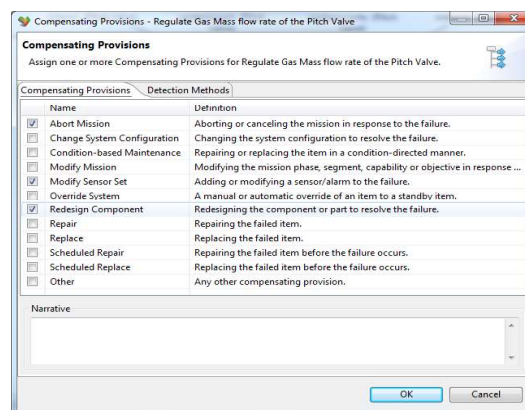 Compensating Provisions - Regulate Gas Mass flow rate of the Pitch Valve
Compensating Provisions
Assign one or more Compensating Provisions for Regulate Gas Mass flow rate of the Pitch Valve.
Compensating Provisions Detection Methods
Name Definition
Abort Mission Aborting or canceling the mission in response to the failure.
Change System Configuration Changing the system configuration to resolve the failure.
Condition-based Maintenance Repairing or replacing the item in a condition-directed manner.
Modify Mission Modifying the mission phase, segment, capability or objective in response ...
Modify Sensor Set Adding or modifying a sensor/alarm to the failure.
Override System A manual or automatic override of an item to a standby item.
Redesign Component Redesigning the component or part to resolve the failure.
Repair Repairing the failed item.
Replace Replacing the failed item.
Scheduled Repair Repairing the failed item before the failure occurs.
Scheduled Replace Replacing the failed item before the failure occurs.
Other Any other compensating provision.
Narrative
OK Cancel